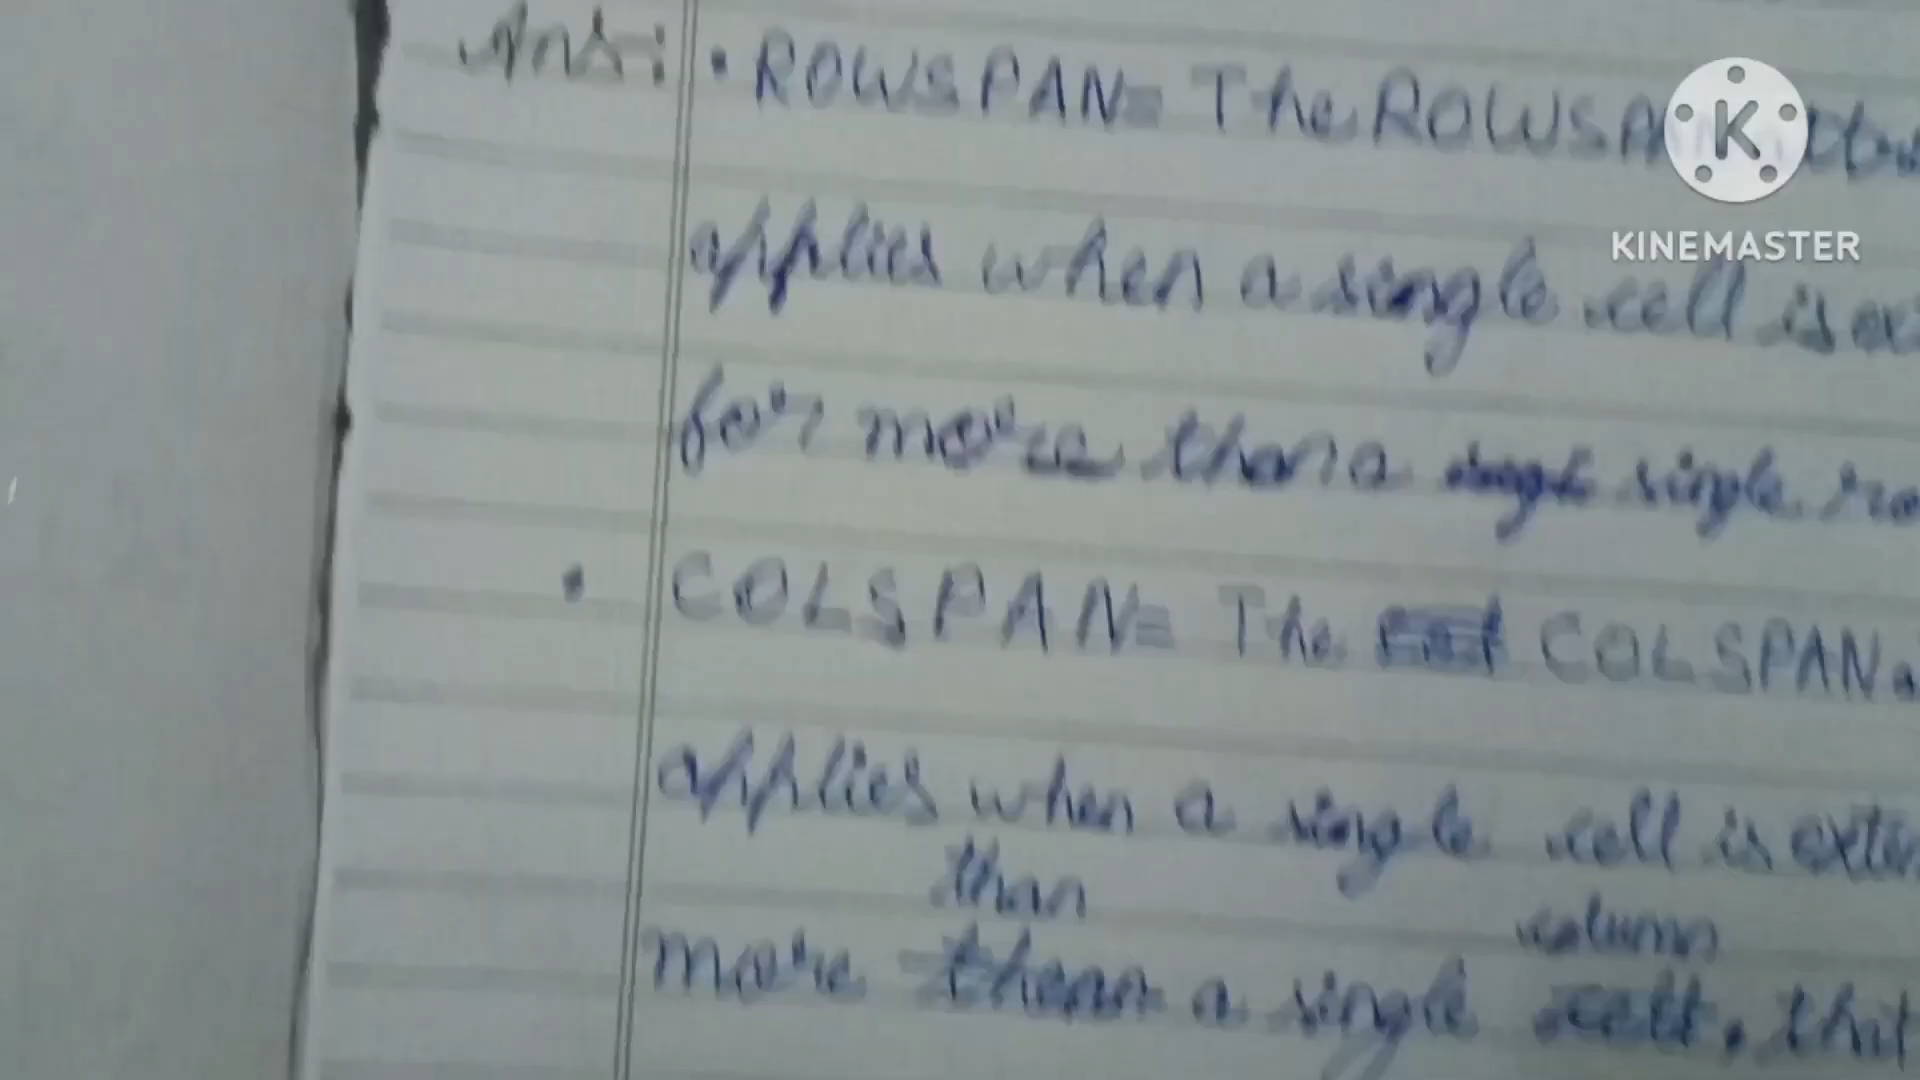 Ans: • ROWSPAN= The ROWSPAN
applies when a single cell is
for more than a single
• COLSPAN= The COLSPAN
applies when a single cell is
than
column
more a single
KINEMASTER